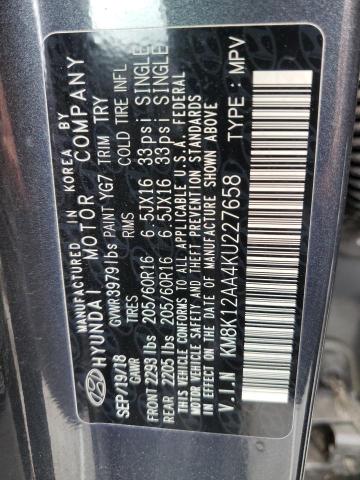 MANUFACTURED IN KOREA BY
HYUNDAI MOTOR COMPANY
SEP/19/18 GVWR 3979 lbs PAINT YG7 TRIM TRY
GAWR TIRES RIMS COLD TIRE INFL
FRONT 2293 lbs 205/60R16 6.5JX16 33psi SINGLE
REAR 2205 lbs 205/60R16 6.5JX16 33psi SINGLE
THIS VEHICLE CONFORMS TO ALL APPLICABLE U.S.A. FEDERAL
MOTOR VEHICLE SAFETY AND THEFT PREVENTION STANDARDS
IN EFFECT ON THE DATE OF MANUFACTURE SHOWN ABOVE
V.I.N : KM8K12AA4KU227658 TYPE : MPV